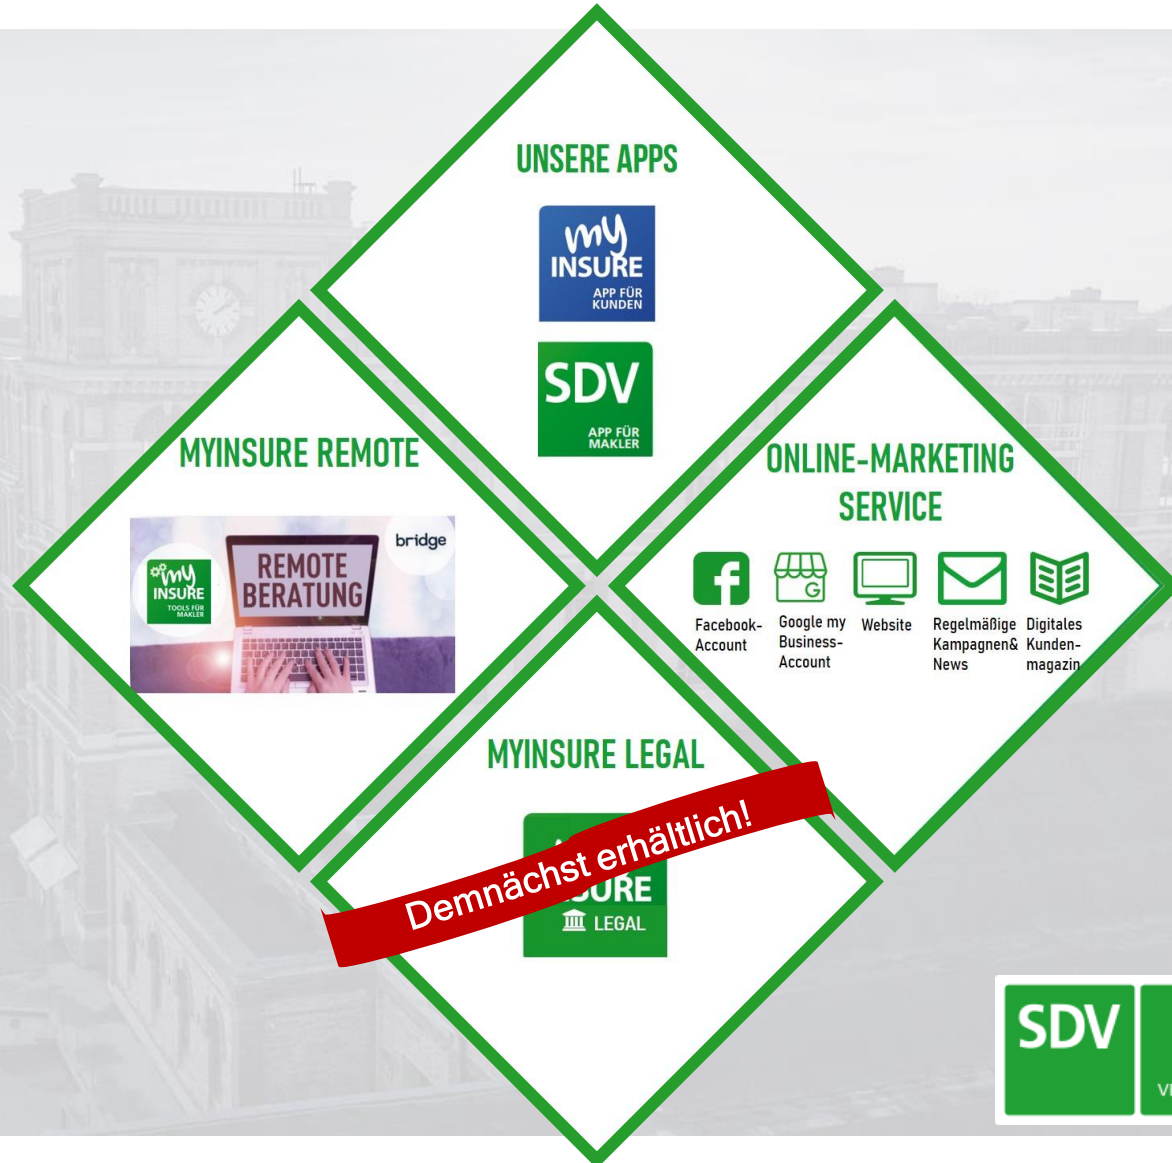 UNSERE APPS
my
INSURE
APP FÜR
KUNDEN
SDV
APP FÜR
MAKLER
MYINSURE REMOTE
bridge
my
INSURE
TOOLS FÜR
MAKLER
REMOTE
BERATUNG
ONLINE-MARKETING
SERVICE
f
G
Facebook-
Account
Google my
Business-
Account
Website
Regelmäßige
Kampagnen&
News
Digitales
Kunden-
magazin
MYINSURE LEGAL
Demnächst erhältlich!
LEGAL
SDV